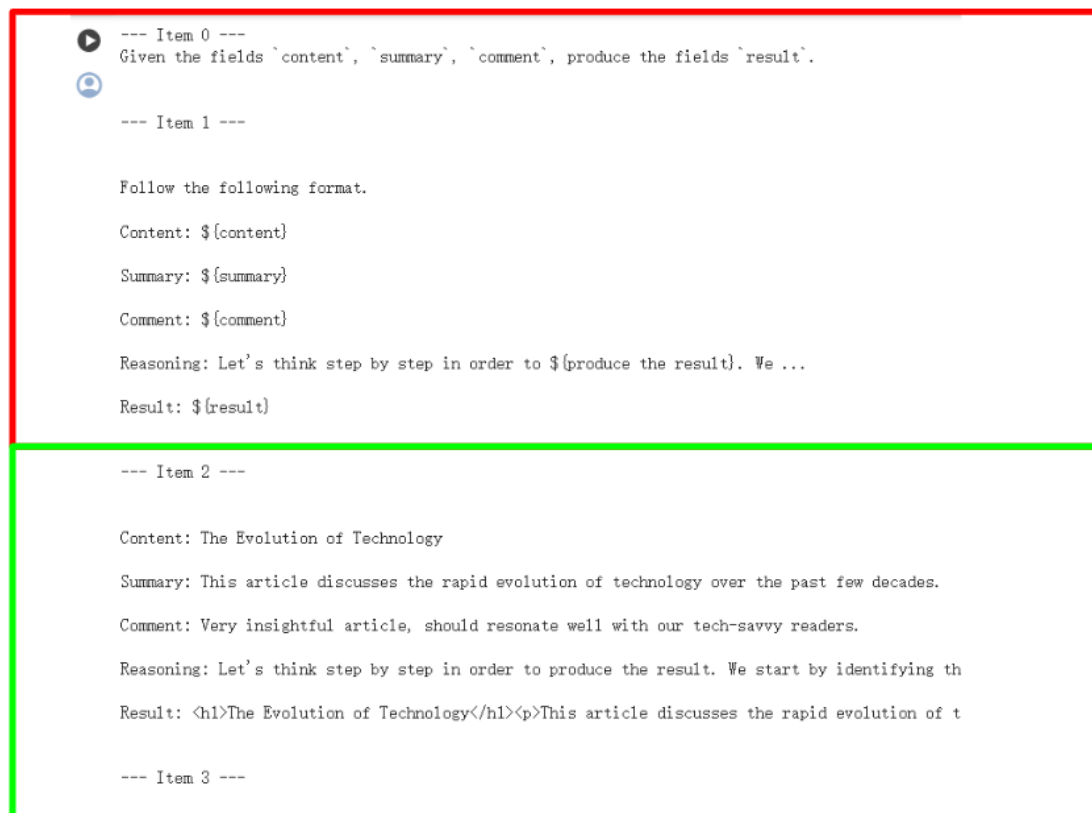 --- Item 0 ---
Given the fields `content`, `summary`, `comment`, produce the fields `result`.
--- Item 1 ---
Follow the following format.
Content: ${content}
Summary: ${summary}
Comment: ${comment}
Reasoning: Let's think step by step in order to ${produce the result}. We ...
Result: ${result}
--- Item 2 ---
Content: The Evolution of Technology
Summary: This article discusses the rapid evolution of technology over the past few decades.
Comment: Very insightful article, should resonate well with our tech-savvy readers.
Reasoning: Let's think step by step in order to produce the result. We start by identifying th
Result: <h1>The Evolution of Technology</h1><p>This article discusses the rapid evolution of t
--- Item 3 ---